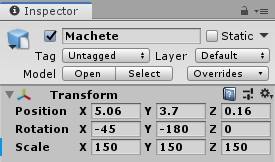 Inspector
Machete Static
Tag Untagged Layer Default
Model Open Select Overrides
Transform
Position X 5.06 Y 3.7 Z 0.16
Rotation X -45 Y -180 Z 0
Scale X 150 Y 150 Z 150